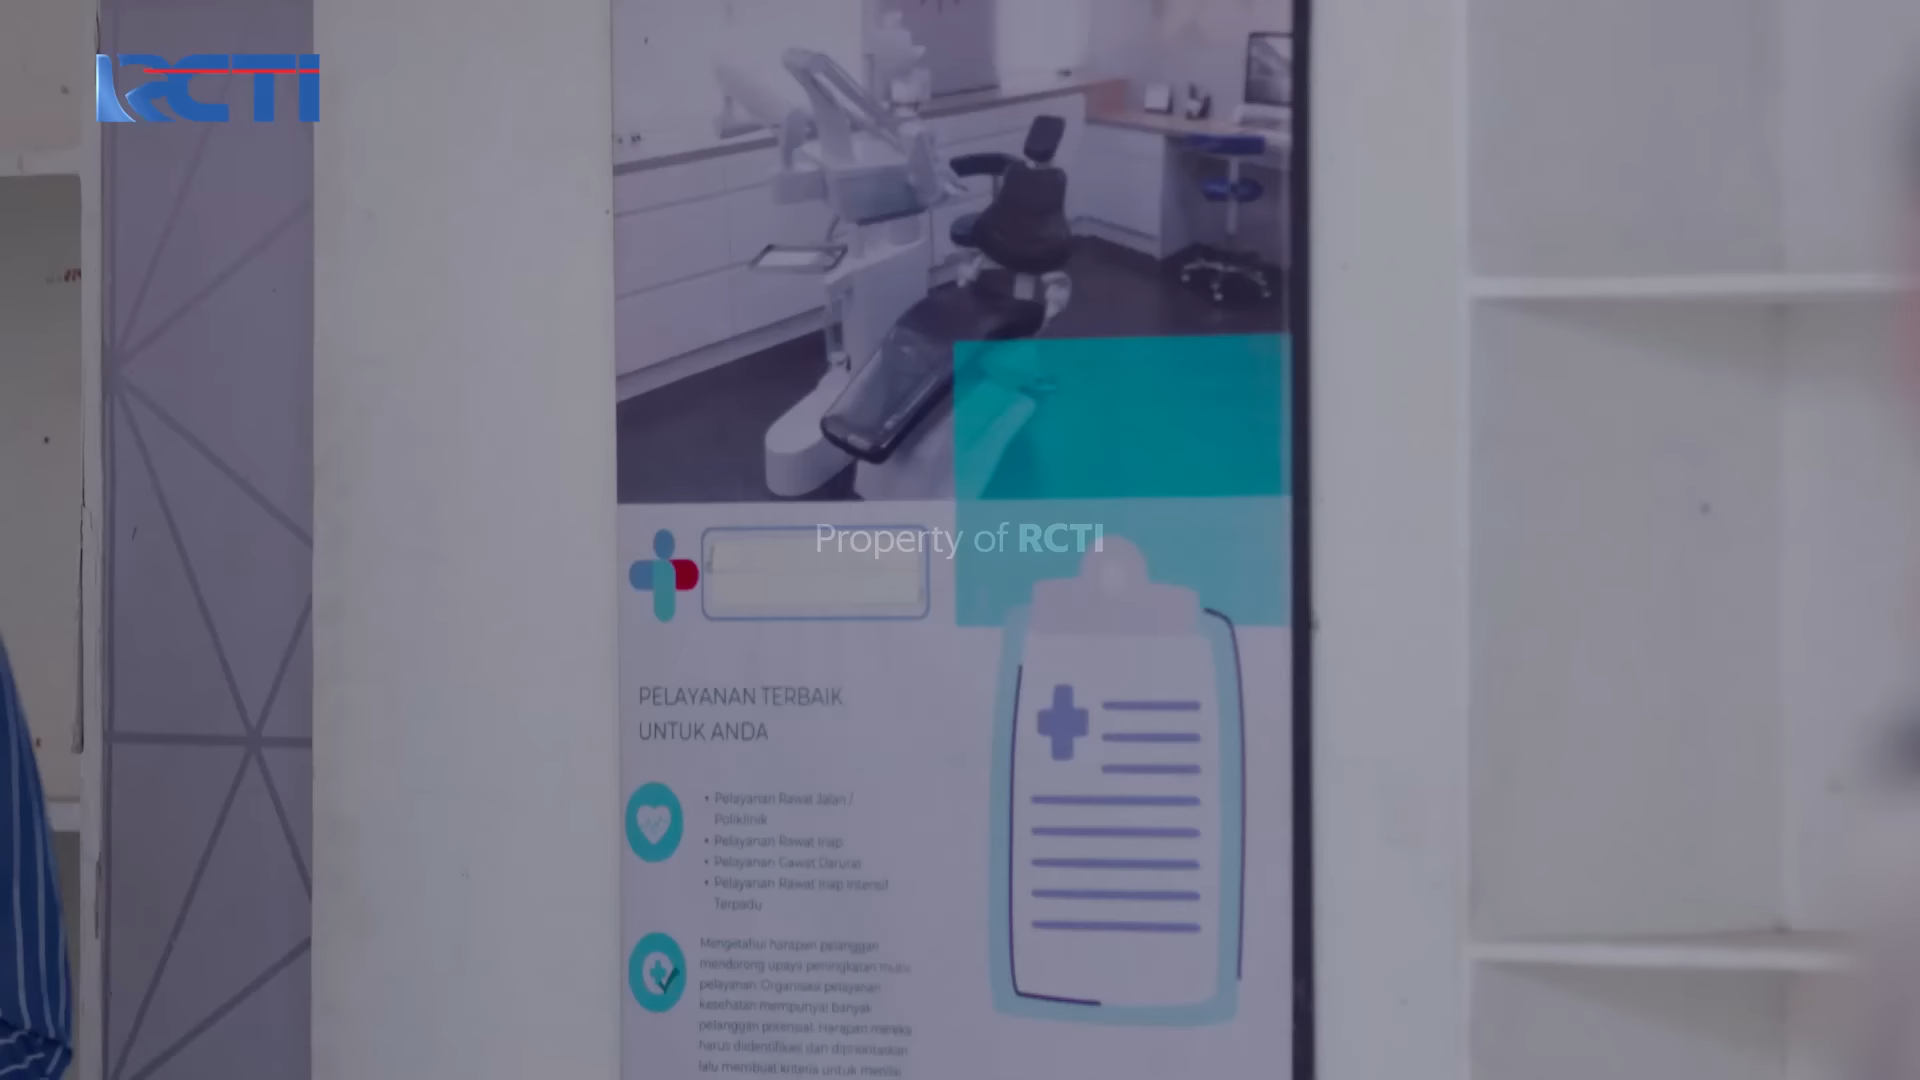 RCTI
Property of RCTI
PELAYANAN TERBAIK
UNTUK ANDA
• Pelayanan Rawat Jalan /
Poliklinik
• Pelayanan Rawat Inap
• Pelayanan Gawat Darurat
• Pelayanan Rawat Inap Intensif
Terpadu
Mengetahui harapan pelanggan
mendorong upaya peningkatan mutu
pelayanan. Organisasi pelayanan
kesehatan mempunyai banyak
pelanggan potensial. Harapan mereka
harus diidentifikasi dan diprioritaskan
lalu membuat kriteria untuk menilai